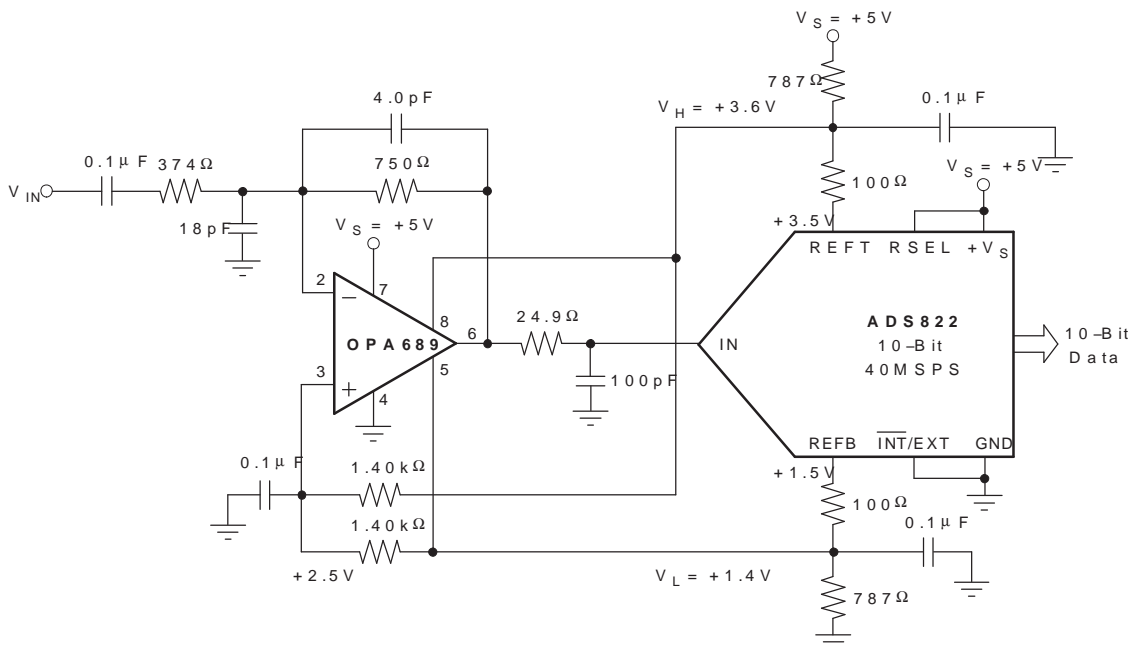 V S = +5V
787Ω
4.0pF
V H = +3.6V
0.1µF
0.1µF
374Ω
750Ω
V S = +5V
V IN
100Ω
18pF
V S = +5V
+3.5V
REFT
RSEL
+V S
2
7
8
6
24.9Ω
OPA689
IN
ADS822
10–Bit
40MSPS
10–Bit
Data
5
3
4
100pF
REFB
INT/EXT
GND
0.1µF
1.40kΩ
+1.5V
100Ω
1.40kΩ
0.1µF
+2.5V
V L = +1.4V
787Ω